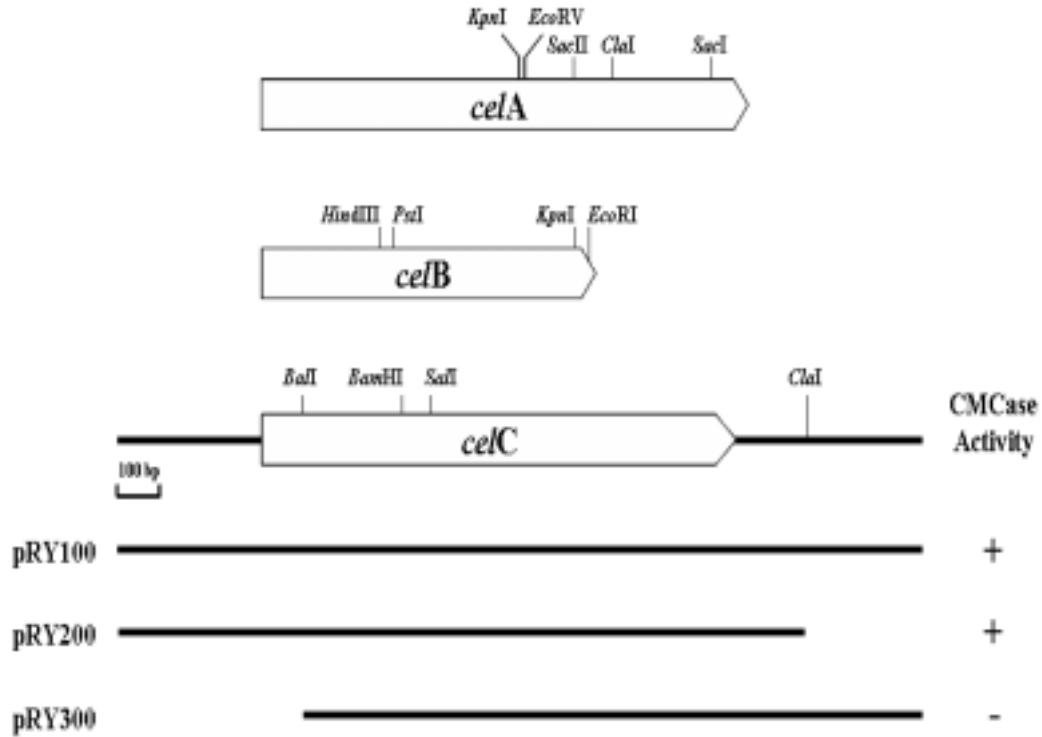 KpnI EcoRV
SacII ClaI SacI
celA
HindIII PstI KpnI EcoRI
celB
BalI BamHI SalI ClaI
CMCase
Activity
celC
100 bp
pRY100 +
pRY200 +
pRY300 -